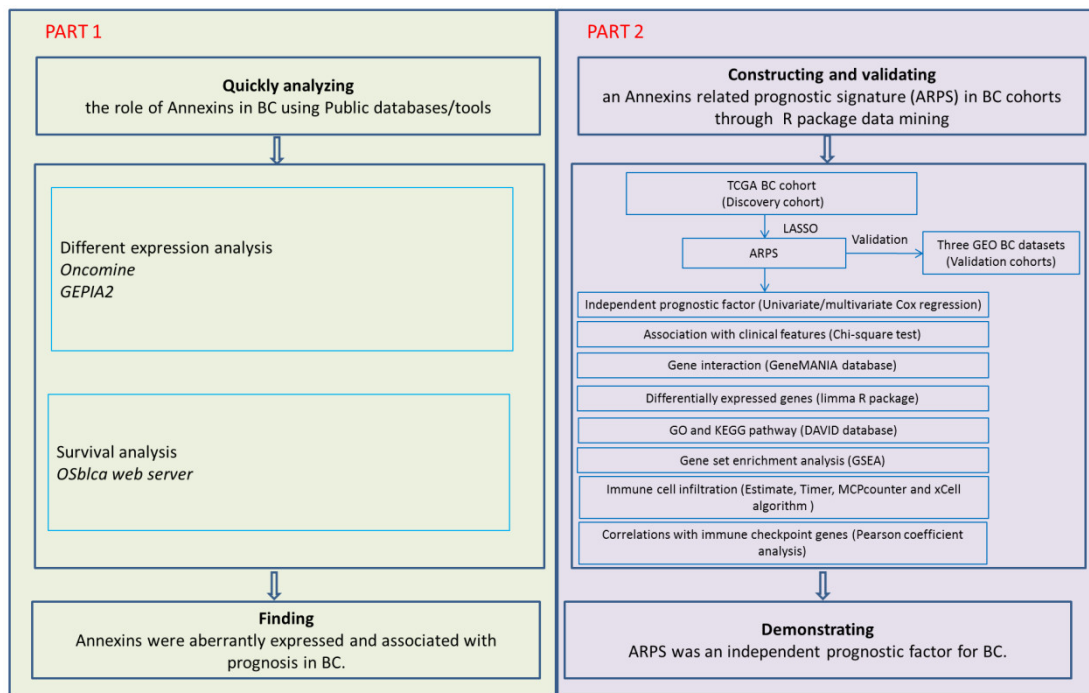 PART 1
Quickly analyzing
the role of Annexins in BC using Public databases/tools
Different expression analysis
Oncomine
GEPIA2
Survival analysis
OSblca web server
Finding
Annexins were aberrantly expressed and associated with
prognosis in BC.
PART 2
Constructing and validating
an Annexins related prognostic signature (ARPS) in BC cohorts
through R package data mining
TCGA BC cohort
(Discovery cohort)
LASSO
ARPS
Validation
Three GEO BC datasets
(Validation cohorts)
Independent prognostic factor (Univariate/multivariate Cox regression)
Association with clinical features (Chi-square test)
Gene interaction (GeneMANIA database)
Differentially expressed genes (limma R package)
GO and KEGG pathway (DAVID database)
Gene set enrichment analysis (GSEA)
Immune cell infiltration (Estimate, Timer, MCPcounter and xCell
algorithm )
Correlations with immune checkpoint genes (Pearson coefficient
analysis)
Demonstrating
ARPS was an independent prognostic factor for BC.